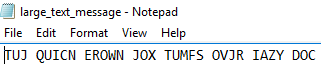 large_text_message - Notepad
File Edit Format View Help
TUJ QUICN EROWN JOX TUMFS OVJR IAZY DOC